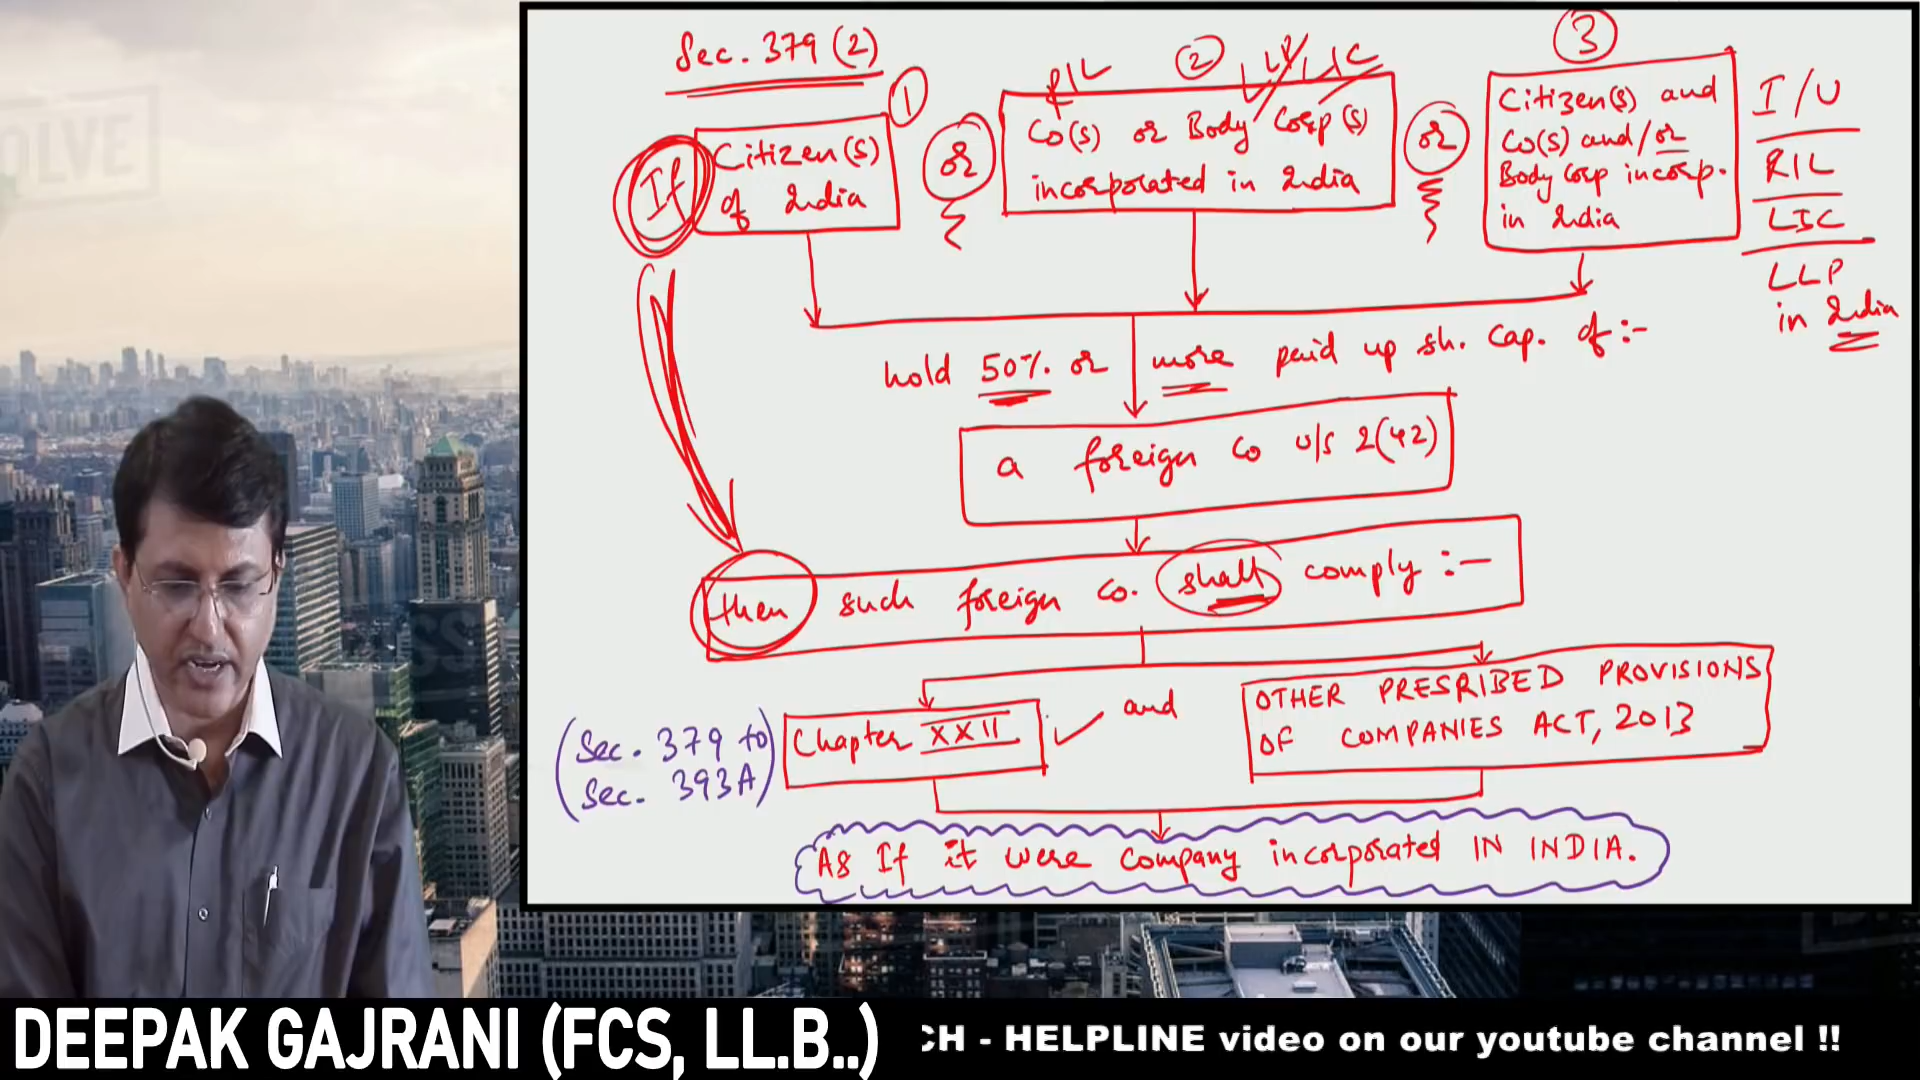 Sec. 379 (2)
1
If
Citizen(s)
of India
or
RIL
2
LLP LIC
Co(s) or Body Corp(s)
incorporated in India
or
3
Citizen(s) and
Co(s) and/or
Body Corp incorp.
in India
I/U
RIL
LIC
LLP
in India
hold 50% or more paid up sh. cap. of :-
a foreign co u/s 2(42)
then such foreign co. shall comply :-
(Sec. 379 to
Sec. 393A)
Chapter XXII
and
OTHER PRESRIBED PROVISIONS
OF COMPANIES ACT, 2013
As If it were company incorporated IN INDIA.
OLVE
DEEPAK GAJRANI (FCS, LL.B..)
CH - HELPLINE video on our youtube channel !!